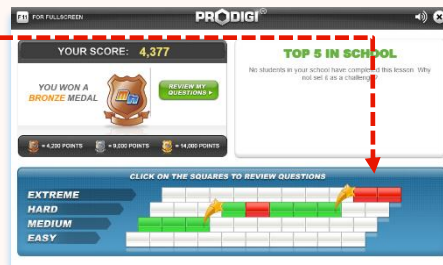 F11 FOR FULLSCREEN
PRODIGI
YOUR SCORE: 4,377
YOU WON A
BRONZE MEDAL
REVIEW MY
QUESTIONS
= 4,200 POINTS = 9,000 POINTS = 14,000 POINTS
TOP 5 IN SCHOOL
No students in your school have completed this lesson. Why
not set it as a challenge?
CLICK ON THE SQUARES TO REVIEW QUESTIONS
EXTREME
HARD
MEDIUM
EASY